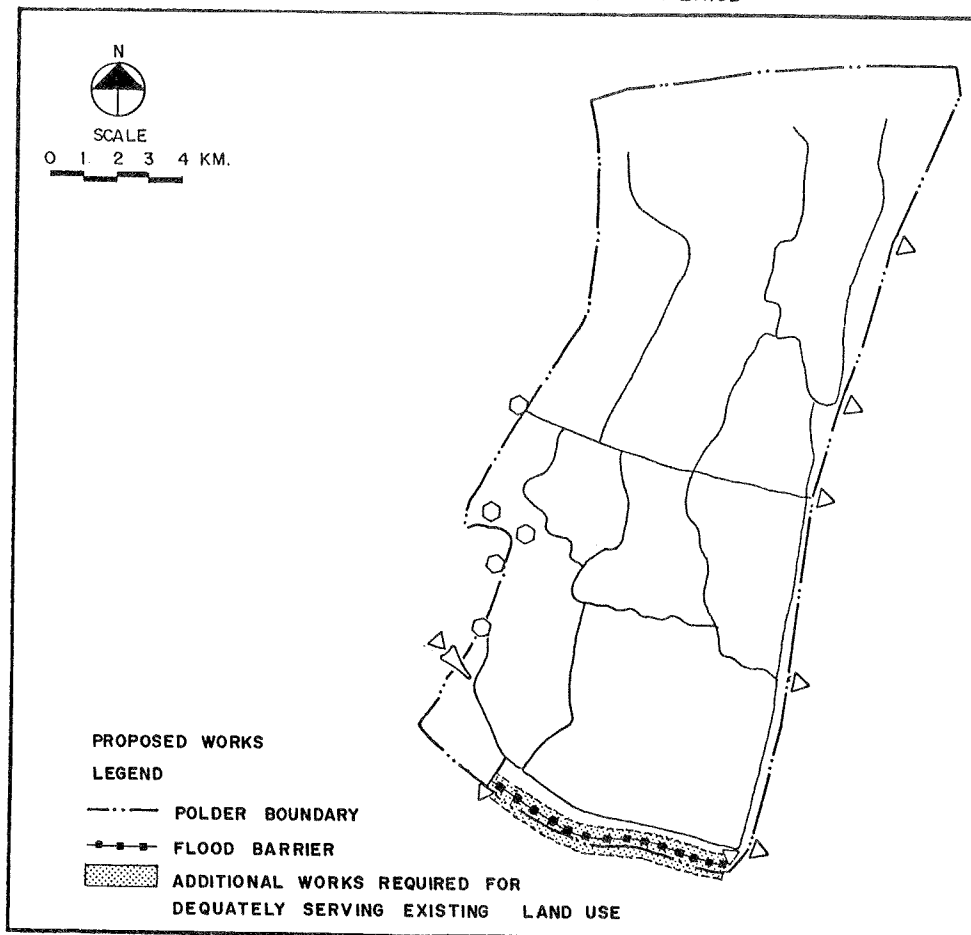 N
SCALE
0 1 2 3 4 KM.
PROPOSED WORKS
LEGEND
POLDER BOUNDARY
FLOOD BARRIER
ADDITIONAL WORKS REQUIRED FOR
DEQUATELY SERVING EXISTING LAND USE